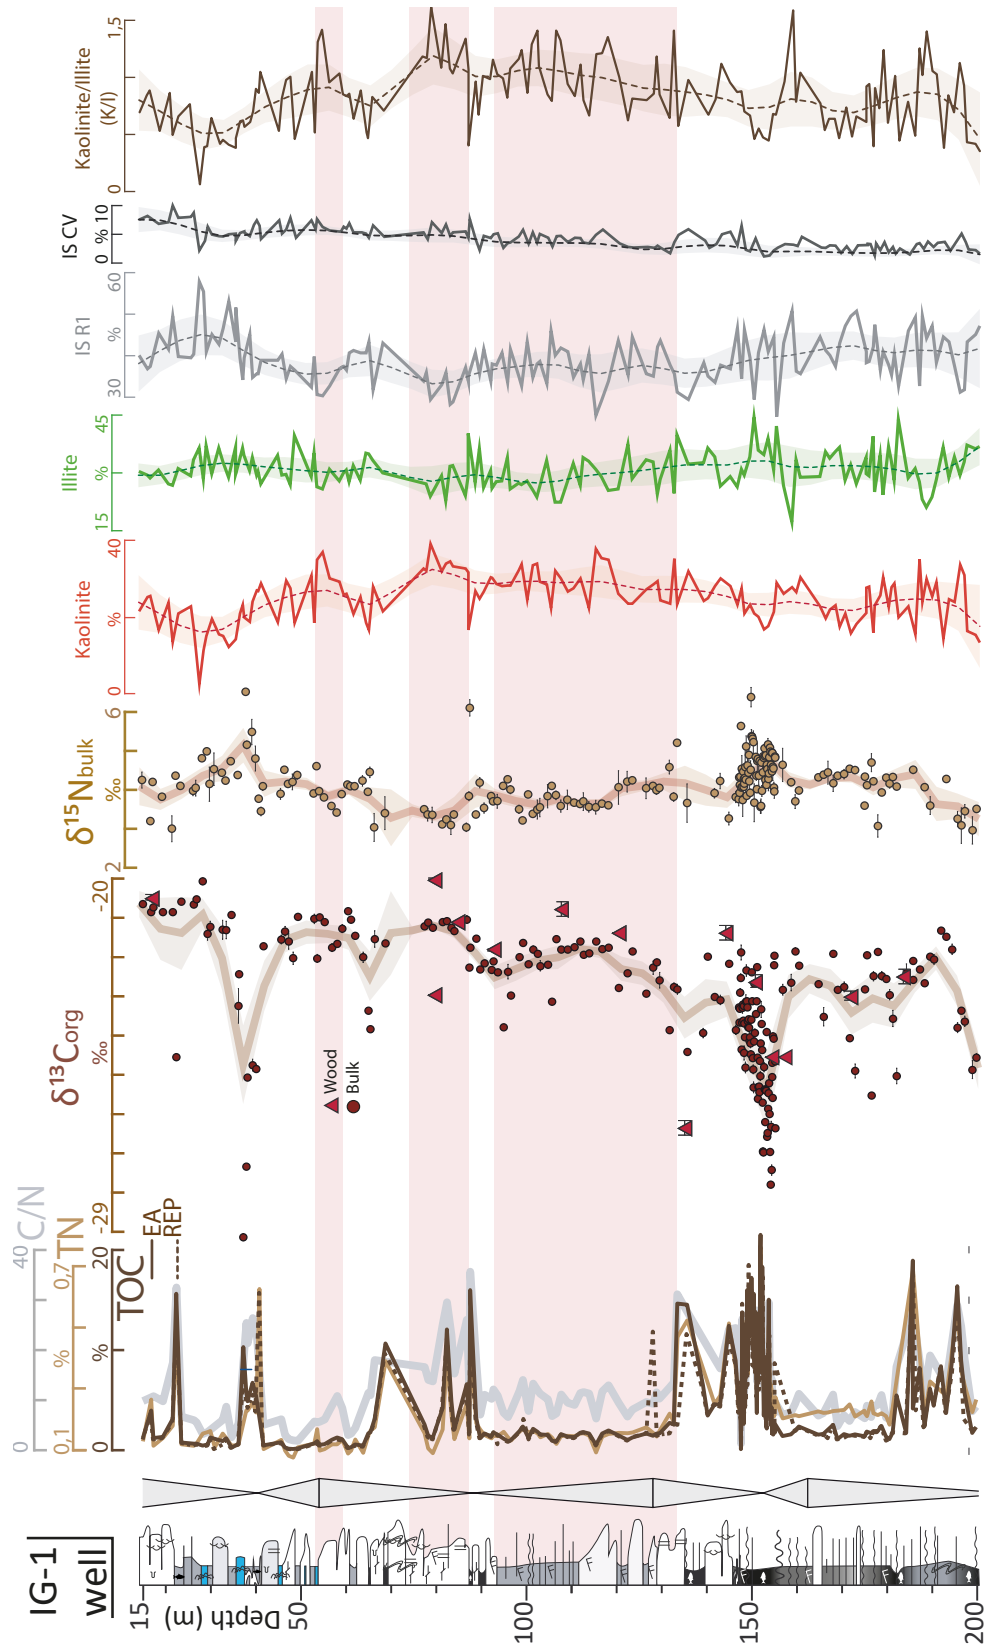 IG-1
well
Depth (m)
15
50
100
150
200
C/N
0
40
TN
0,1
%
0,7
TOC
0
%
20
EA
REP
δ¹³Corg
-29
‰
-20
Wood
Bulk
δ¹⁵Nbulk
2
‰
6
Kaolinite
0
%
40
Illite
15
%
45
IS R1
30
%
60
IS CV
0
%
10
Kaolinite/Illite
(K/I)
0
1,5
F
F
F
F
F
F
F